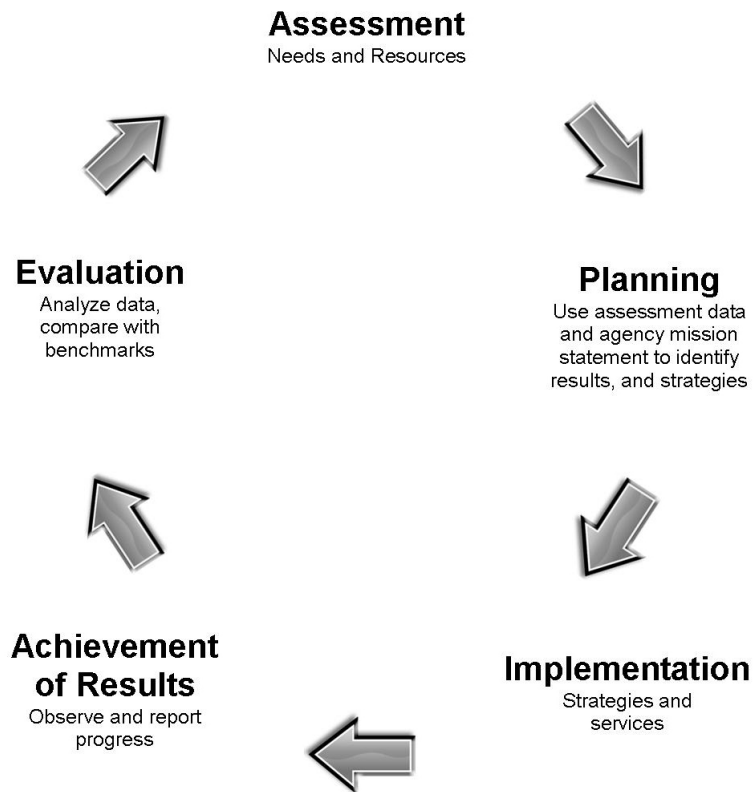 Assessment
Needs and Resources
Evaluation
Analyze data,
compare with
benchmarks
Planning
Use assessment data
and agency mission
statement to identify
results, and strategies
Achievement
of Results
Observe and report
progress
Implementation
Strategies and
services